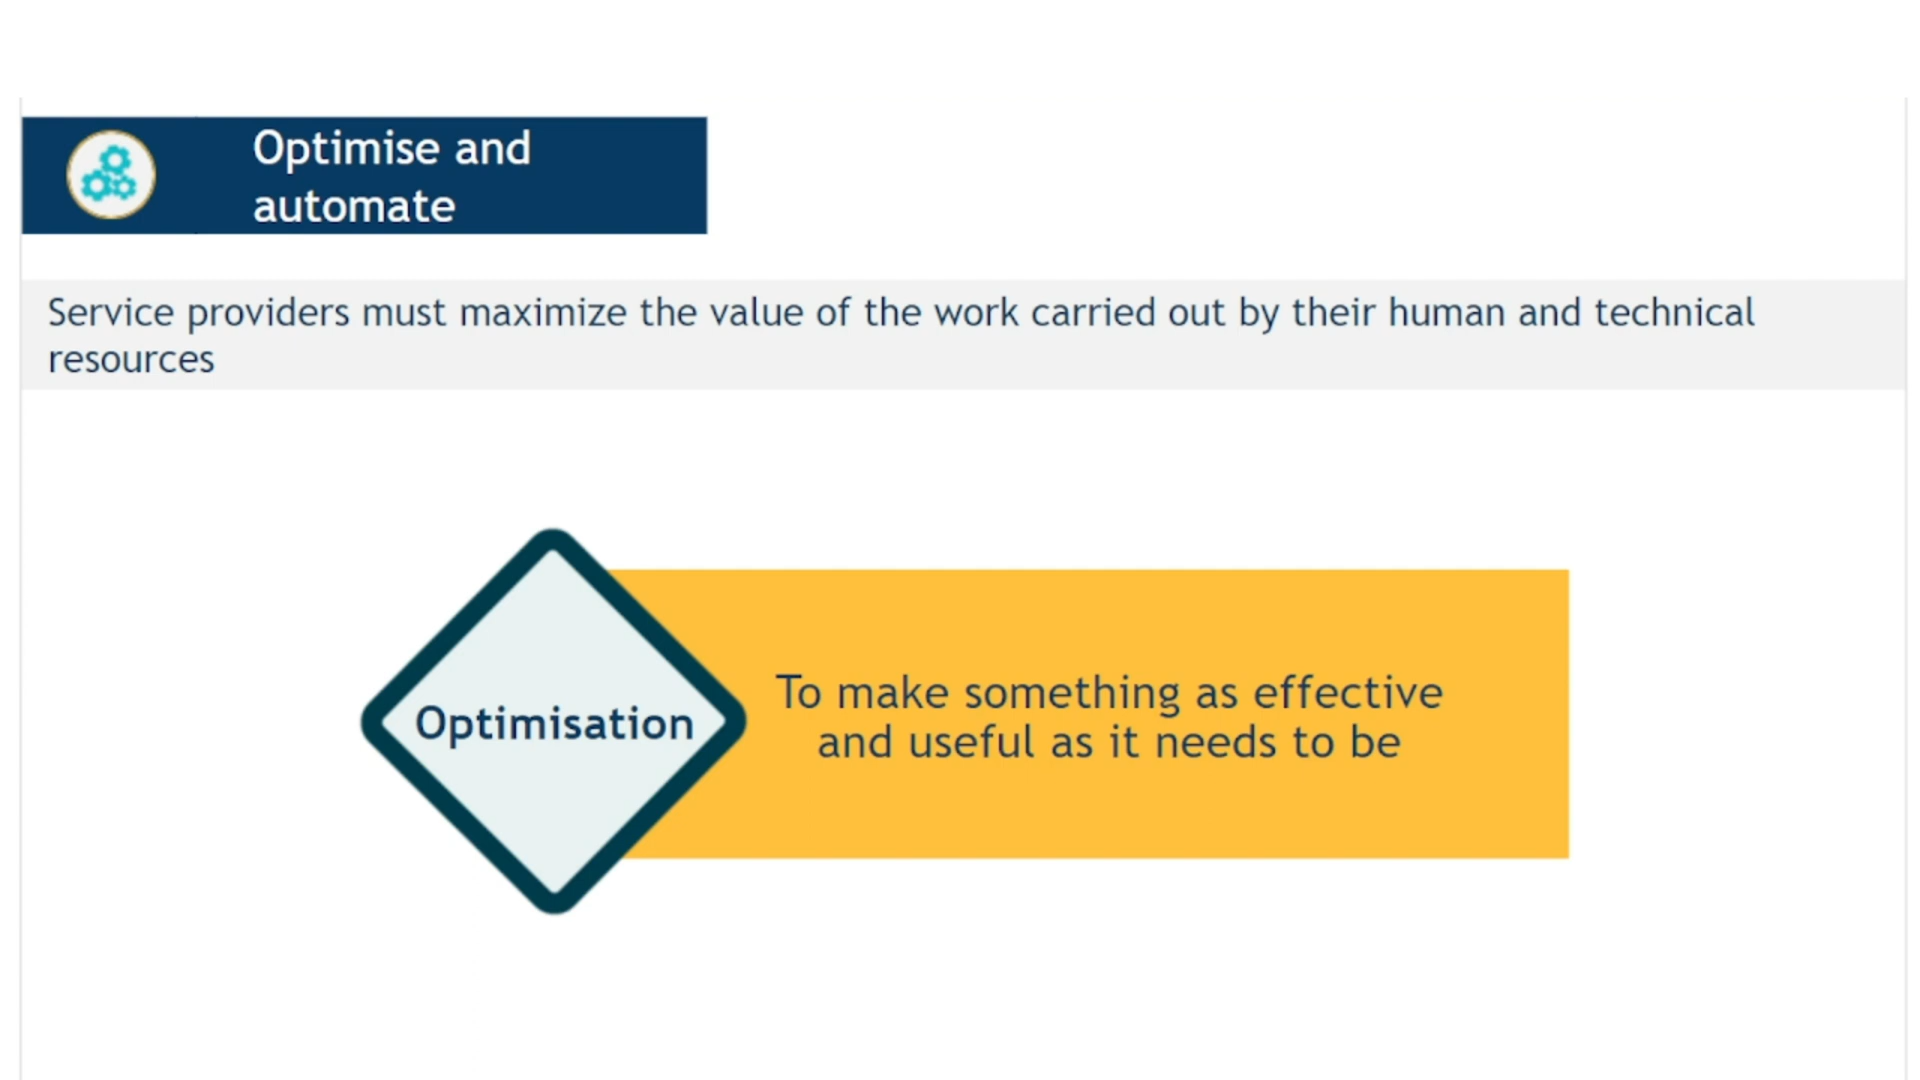 Optimise and
automate
Service providers must maximize the value of the work carried out by their human and technical
resources
Optimisation
To make something as effective
and useful as it needs to be